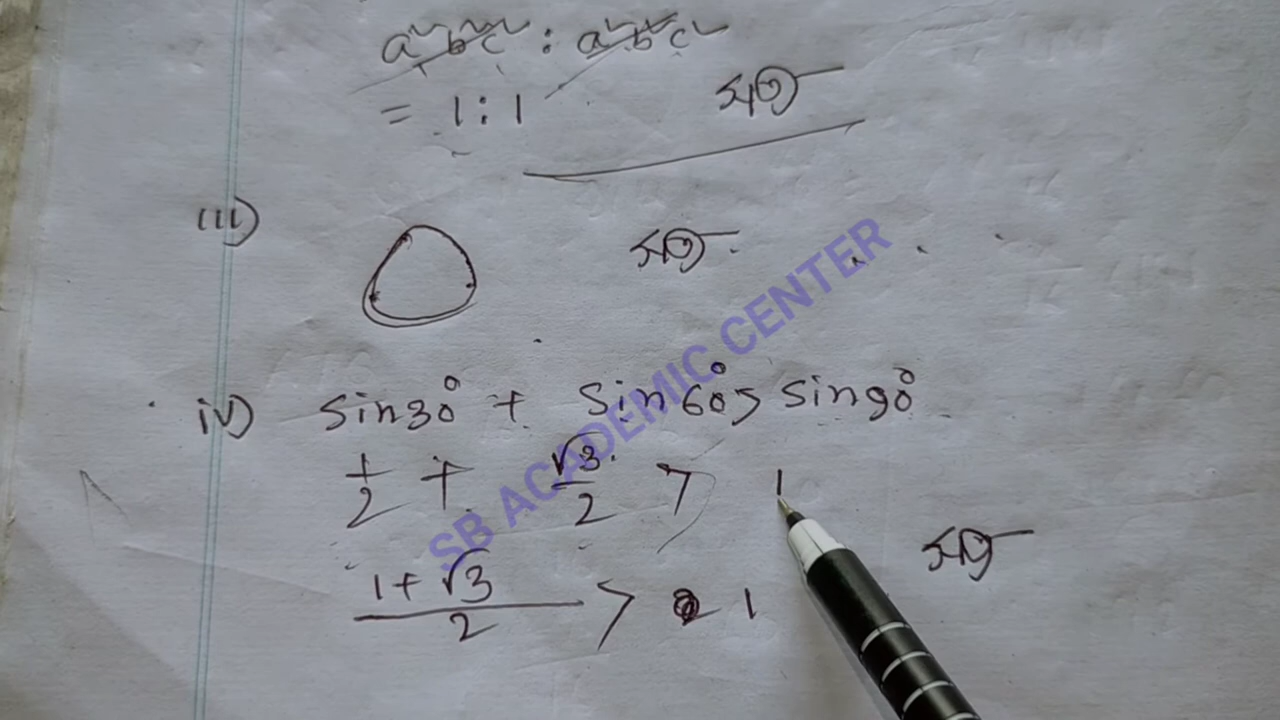 a²b²c² : a²b²c²
= 1:1 সত্য
(iii) সত্য
iv) sin30° + sin60° > sin90°
1/2 + √3/2 > 1
1+√3/2 > 1 সত্য
SB ACADEMIC CENTER